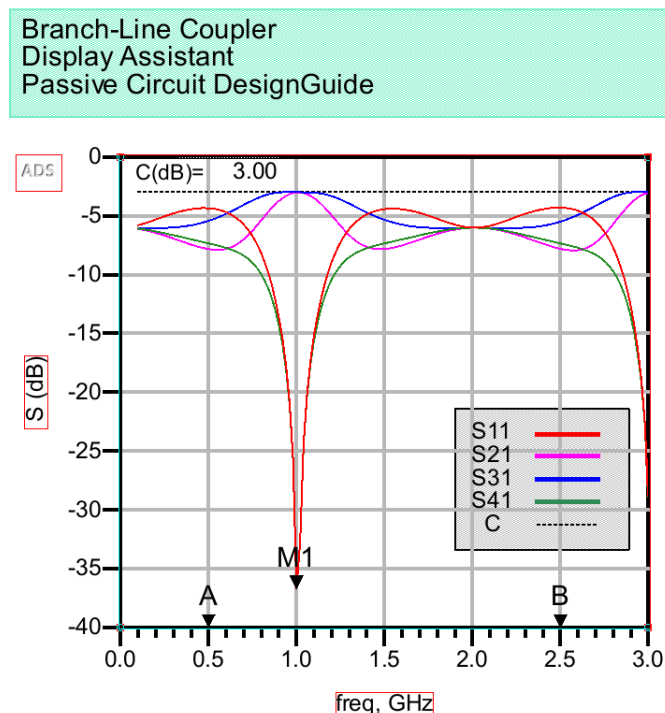 Branch-Line Coupler
Display Assistant
Passive Circuit DesignGuide
ADS
C(dB)= 3.00
0
-5
-10
-15
-20
-25
-30
-35
-40
S (dB)
S11
S21
S31
S41
C
M1
A
B
0.0 0.5 1.0 1.5 2.0 2.5 3.0
freq, GHz